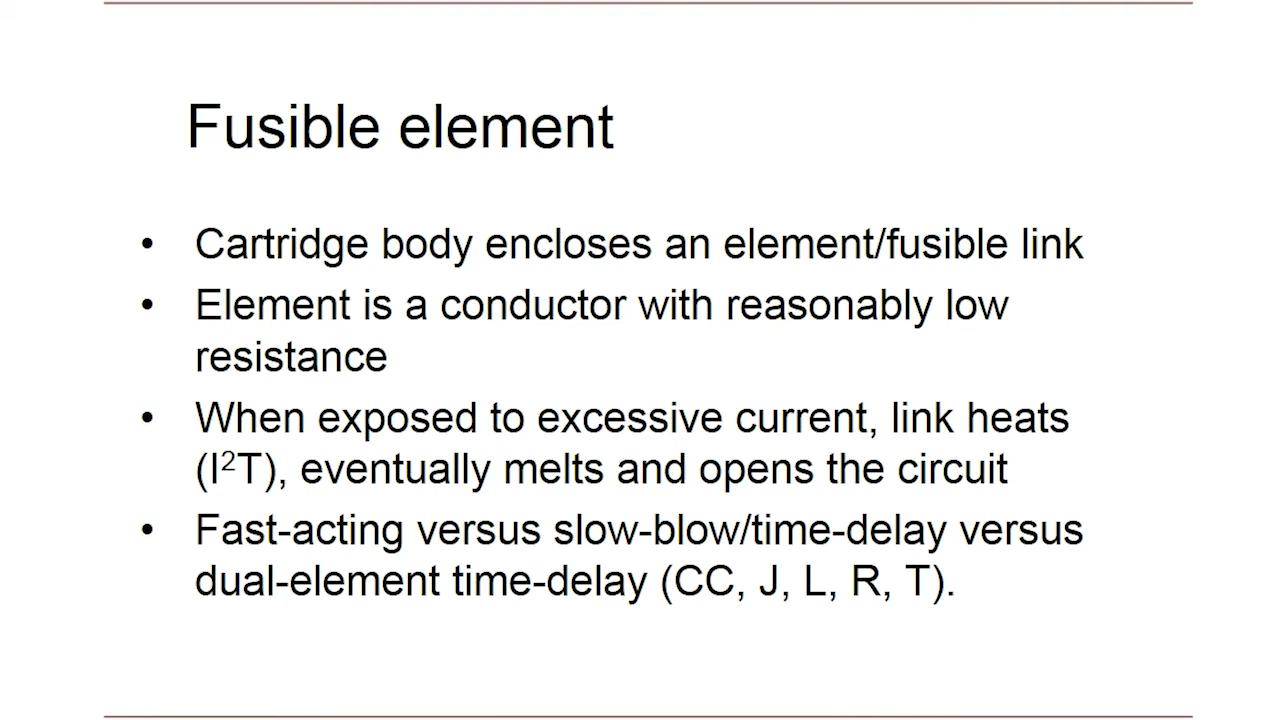 Fusible element
• Cartridge body encloses an element/fusible link
• Element is a conductor with reasonably low
resistance
• When exposed to excessive current, link heats
(I²T), eventually melts and opens the circuit
• Fast-acting versus slow-blow/time-delay versus
dual-element time-delay (CC, J, L, R, T).